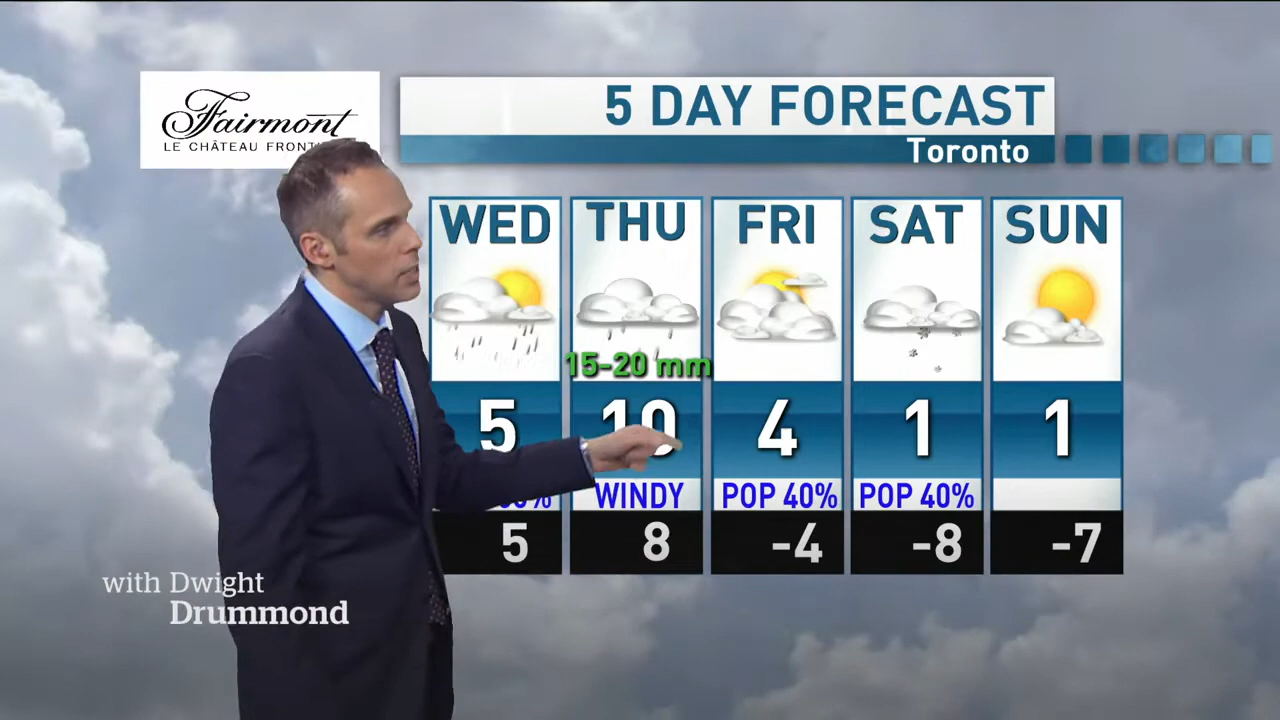 Fairmont
LE CHÂTEAU
5 DAY FORECAST
Toronto
WED THU FRI SAT SUN
15-20 mm
5 10 4 1 1
WINDY POP 40% POP 40%
5 8 -4 -8 -7
with Dwight
Drummond